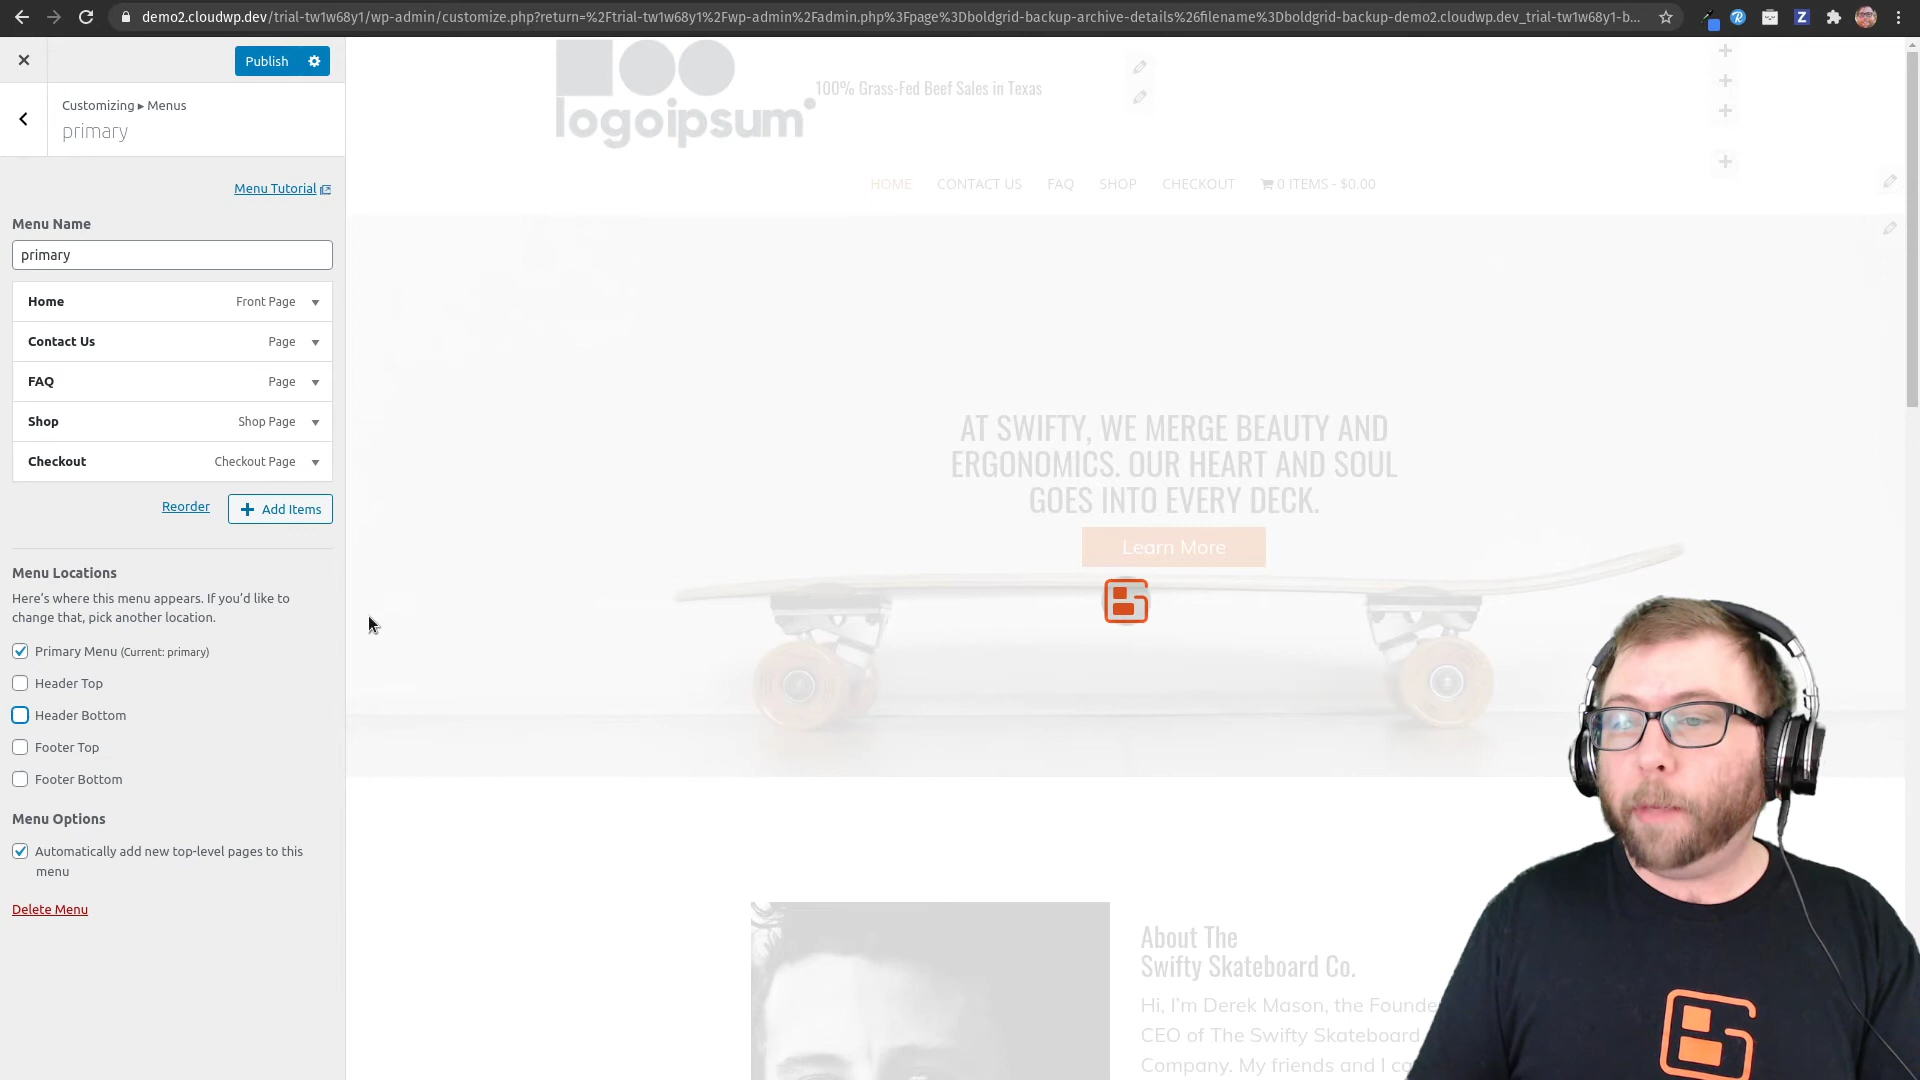 demo2.cloudwp.dev/trial-tw1w68y1/wp-admin/customize.php?return=%2Ftrial-tw1w68y1%2Fwp-admin%2Fadmin.php%3Fpage%3Dboldgrid-backup-archive-details%26filename%3Dboldgrid-backup-demo2.cloudwp.dev_trial-tw1w68y1-b...
Publish
Customizing ▸ Menus
primary
Menu Tutorial
Menu Name
primary
Home Front Page
Contact Us Page
FAQ Page
Shop Shop Page
Checkout Checkout Page
Reorder
Add Items
Menu Locations
Here's where this menu appears. If you'd like to
change that, pick another location.
Primary Menu (Current: primary)
Header Top
Header Bottom
Footer Top
Footer Bottom
Menu Options
Automatically add new top-level pages to this
menu
Delete Menu
logoipsum
100% Grass-Fed Beef Sales in Texas
HOME CONTACT US FAQ SHOP CHECKOUT 0 ITEMS - $0.00
AT SWIFTY, WE MERGE BEAUTY AND
ERGONOMICS. OUR HEART AND SOUL
GOES INTO EVERY DECK.
Learn More
About The
Swifty Skateboard Co.
Hi, I'm Derek Mason, the Founde
CEO of The Swifty Skateboard
Company. My friends and I ca